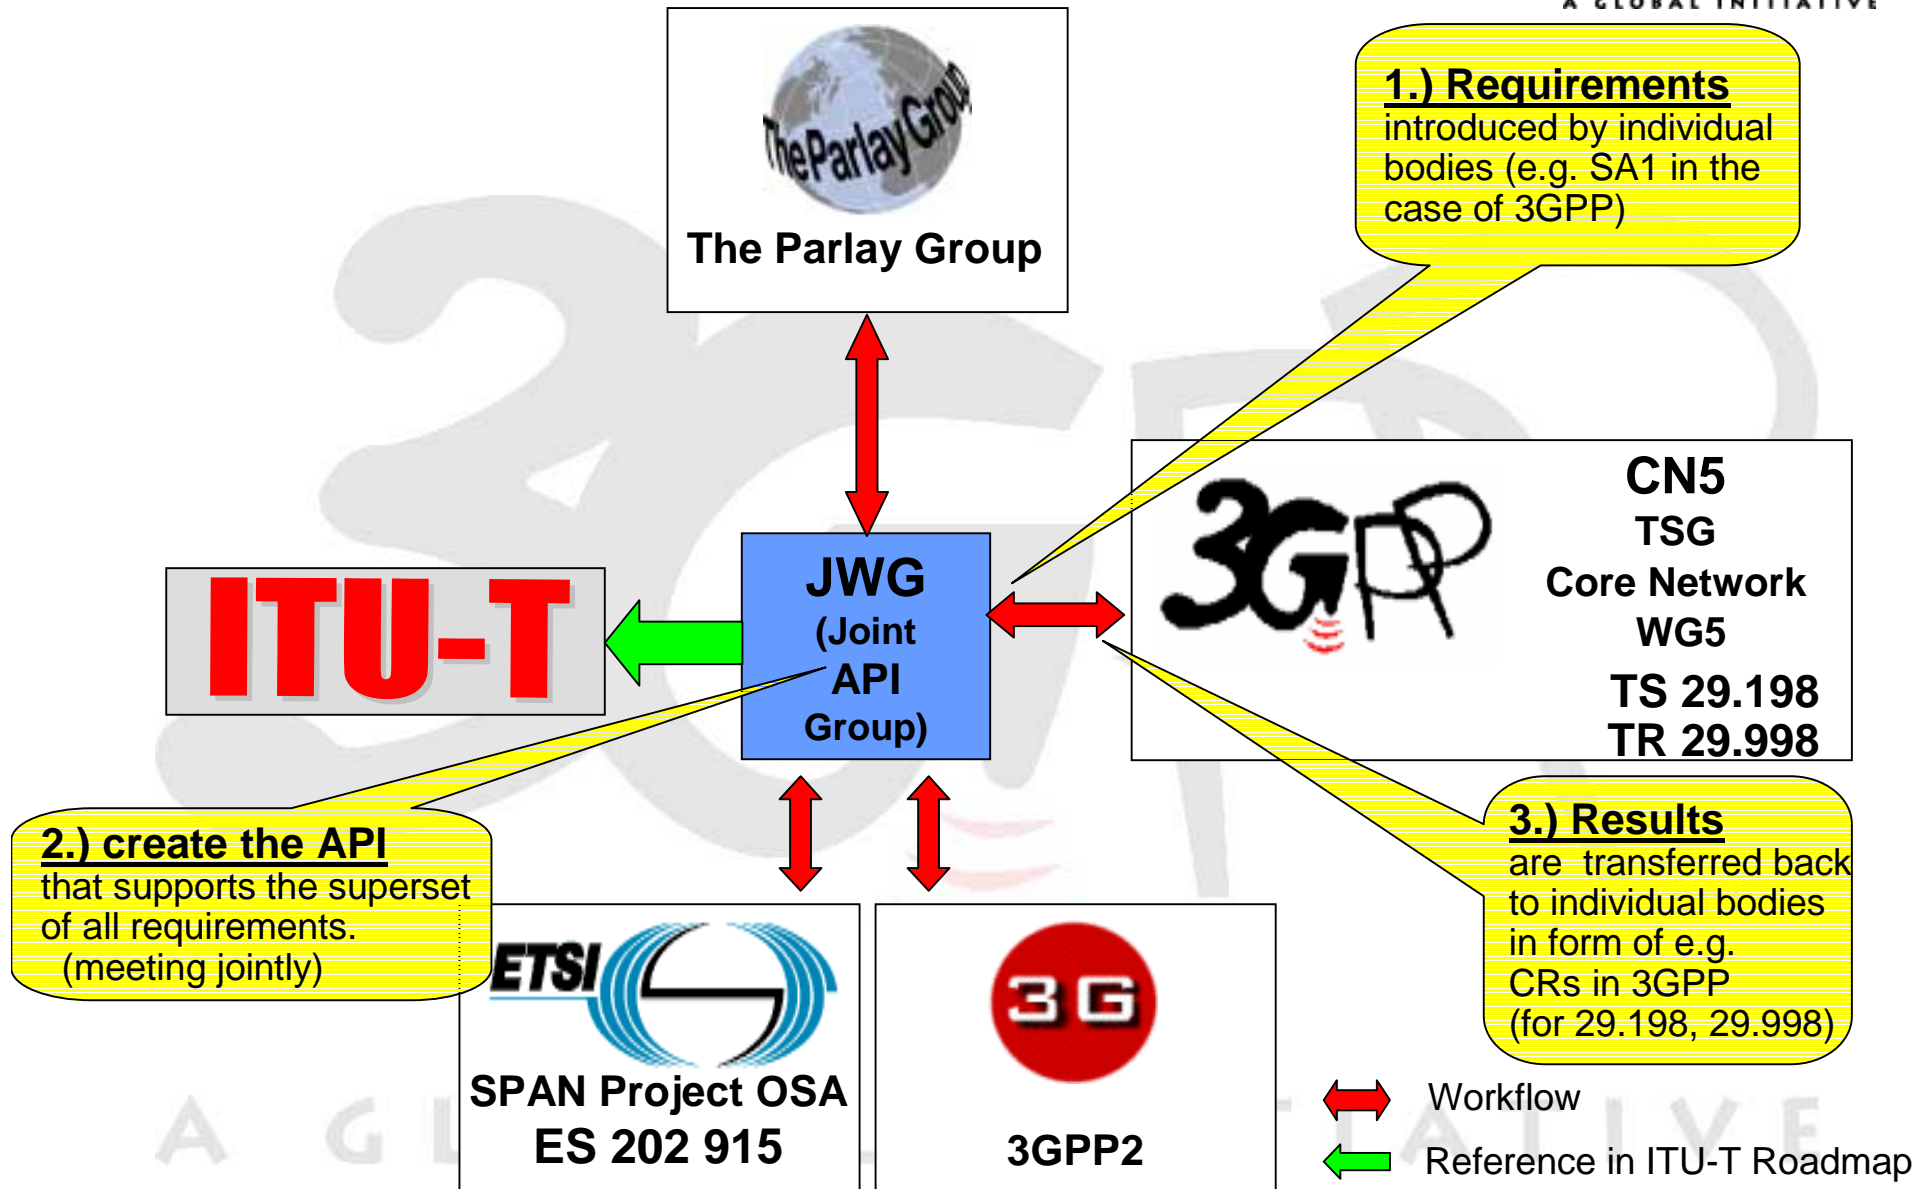 A GLOBAL INITIATIVE
The Parlay Group
The Parlay Group
1.) Requirements
introduced by individual
bodies (e.g. SA1 in the
case of 3GPP)
3GPP
CN5
TSG
Core Network
WG5
TS 29.198
TR 29.998
ITU-T
JWG
(Joint
API
Group)
2.) create the API
that supports the superset
of all requirements.
(meeting jointly)
3.) Results
are transferred back
to individual bodies
in form of e.g.
CRs in 3GPP
(for 29.198, 29.998)
ETSI
SPAN Project OSA
ES 202 915
3G
3GPP2
Workflow
Reference in ITU-T Roadmap